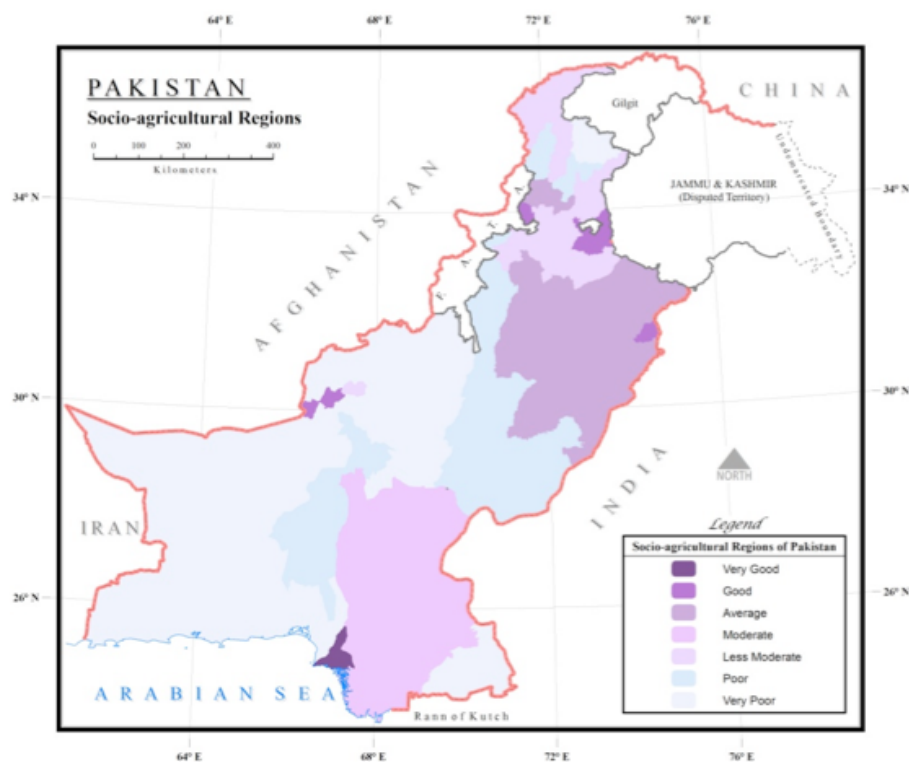 64° E
68° E
72° E
76° E
PAKISTAN
Socio-agricultural Regions
0 100 200 400
Kilometers
CHINA
Gilgit
Undemarcated Boundary
34° N
34° N
JAMMU & KASHMIR
(Disputed Territory)
F.A.T.A
AFGHANISTAN
30° N
30° N
NORTH
INDIA
IRAN
Legend
Socio-agricultural Regions of Pakistan
Very Good
Good
Average
Moderate
Less Moderate
Poor
Very Poor
26° N
26° N
ARABIAN SEA
Rann of Kutch
64° E
68° E
72° E
76° E